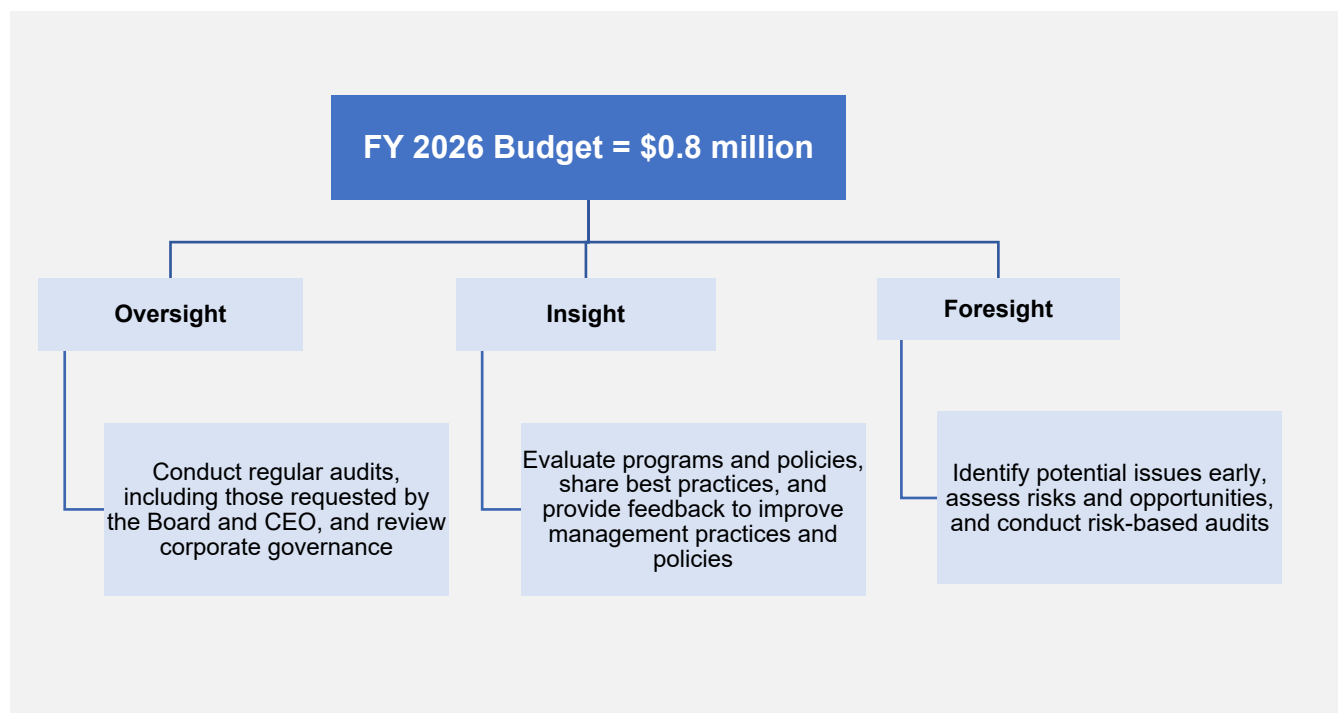 FY 2026 Budget = $0.8 million
Oversight
Insight
Foresight
Conduct regular audits,
including those requested by
the Board and CEO, and review
corporate governance
Evaluate programs and policies,
share best practices, and
provide feedback to improve
management practices and
policies
Identify potential issues early,
assess risks and opportunities,
and conduct risk-based audits